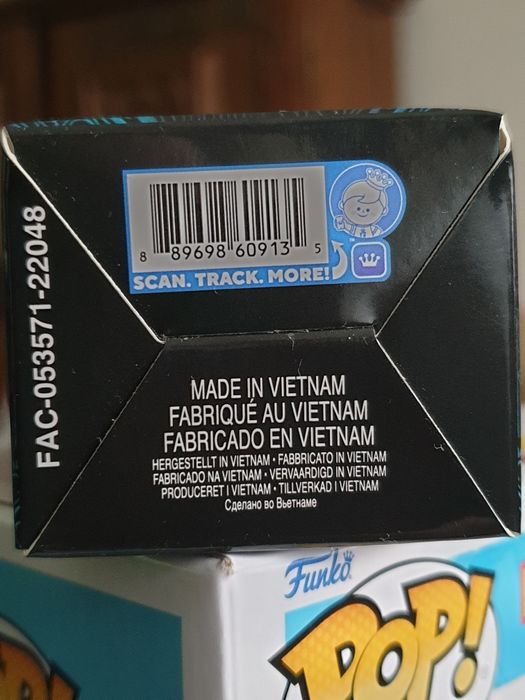 8 89698 60913 5
SCAN. TRACK. MORE!
FAC-053571-22048
MADE IN VIETNAM
FABRIQUÉ AU VIETNAM
FABRICADO EN VIETNAM
HERGESTELLT IN VIETNAM • FABBRICATO IN VIETNAM
FABRICADO NA VIETNAM • VERVAARDIGD IN VIETNAM
PRODUCERET I VIETNAM • TILLVERKAD I VIETNAM
Сделано во Вьетнаме
Funko
POP!